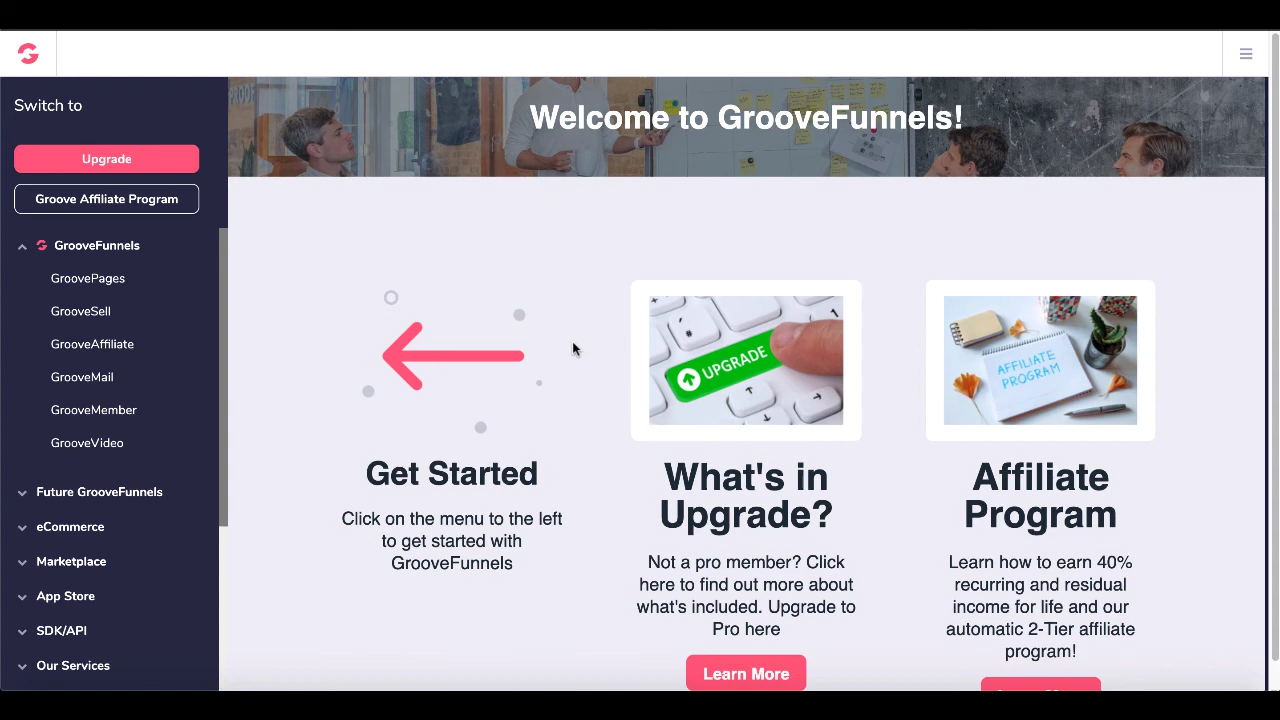 Welcome to GrooveFunnels!
Switch to
Upgrade
Groove Affiliate Program
GrooveFunnels
GroovePages
GrooveSell
GrooveAffiliate
GrooveMail
GrooveMember
GrooveVideo
Future GrooveFunnels
eCommerce
Marketplace
App Store
SDK/API
Our Services
Get Started
Click on the menu to the left
to get started with
GrooveFunnels
UPGRADE
What's in
Upgrade?
Not a pro member? Click
here to find out more about
what's included. Upgrade to
Pro here
Learn More
AFFILIATE
PROGRAM
Affiliate
Program
Learn how to earn 40%
recurring and residual
income for life and our
automatic 2-Tier affiliate
program!